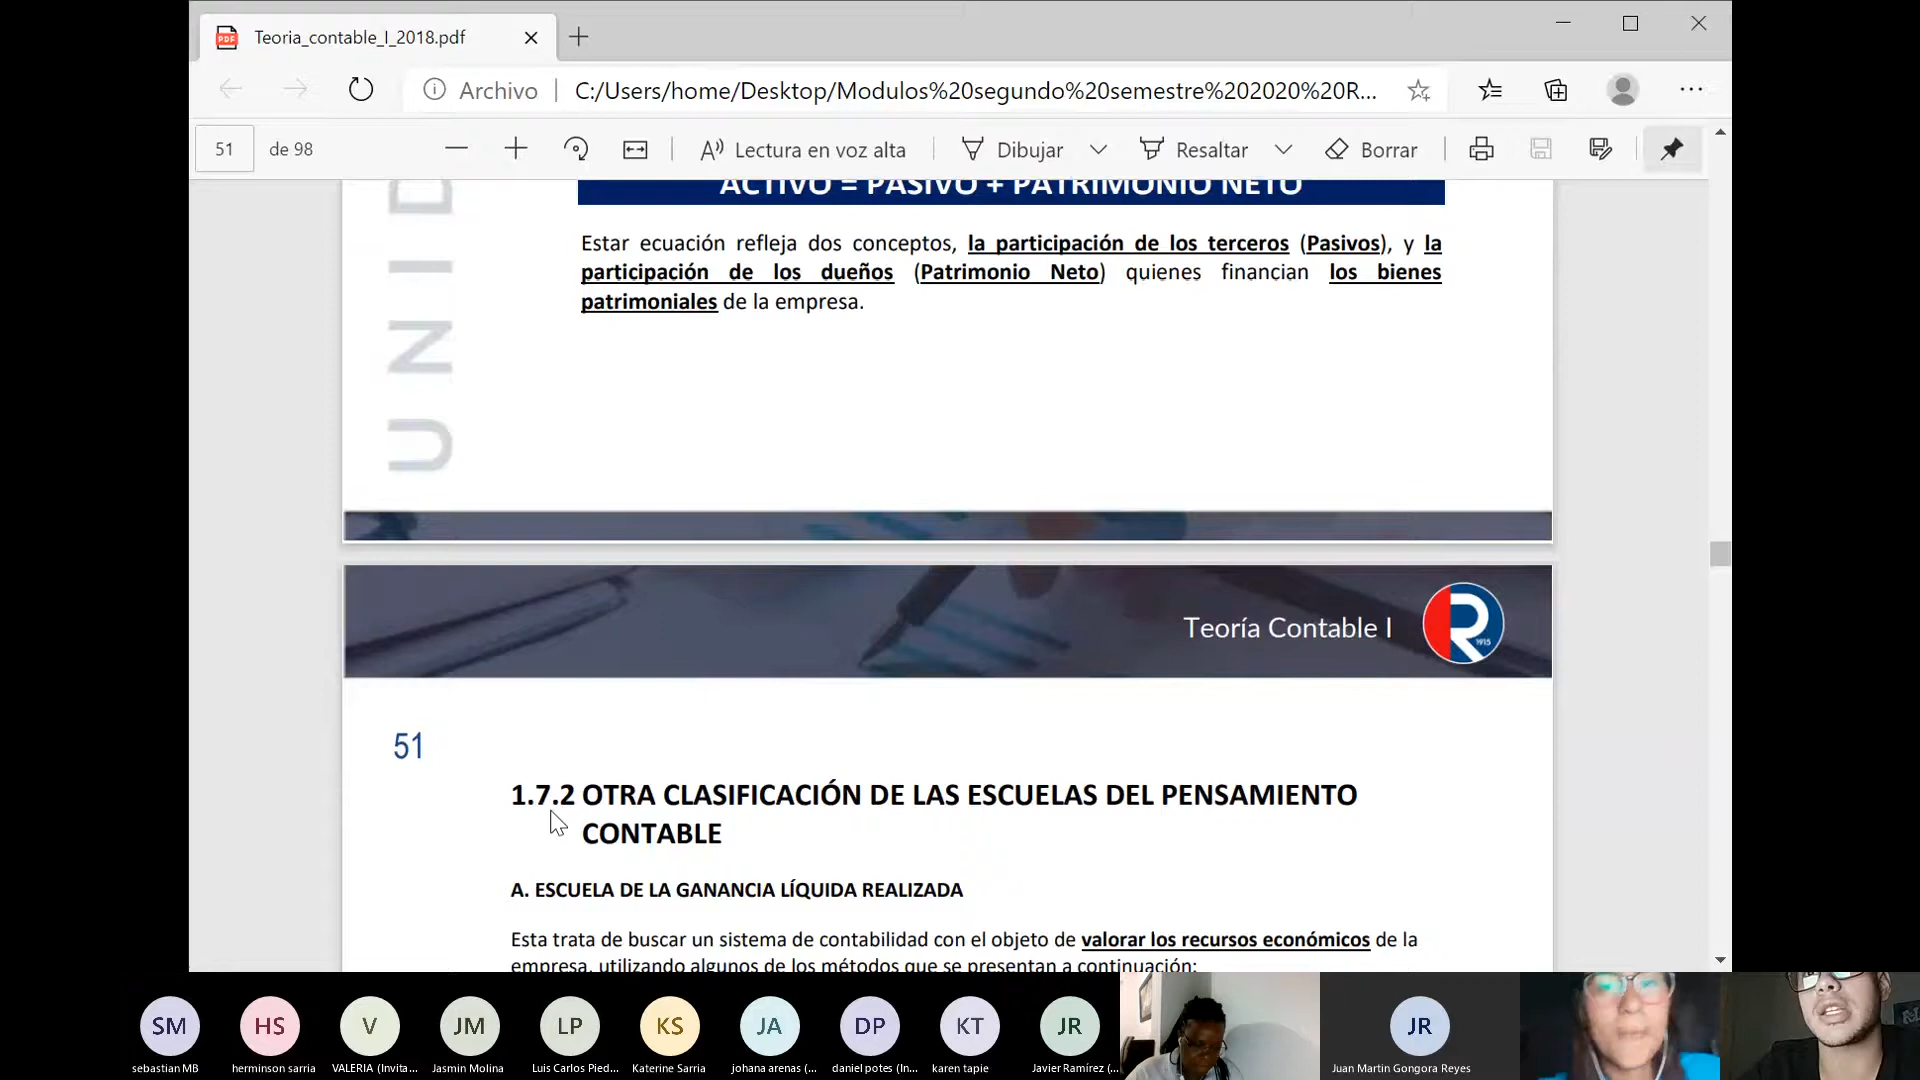 Teoria_contable_I_2018.pdf
Archivo
C:/Users/home/Desktop/Modulos%20segundo%20semestre%202020%20R...
51
de 98
Lectura en voz alta
Dibujar
Resaltar
Borrar
UNID
ACTIVO = PASIVO + PATRIMONIO NETO
Estar ecuación refleja dos conceptos, la participación de los terceros (Pasivos), y la
participación de los dueños (Patrimonio Neto) quienes financian los bienes
patrimoniales de la empresa.
Teoría Contable I
R
1915
51
1.7.2 OTRA CLASIFICACIÓN DE LAS ESCUELAS DEL PENSAMIENTO
CONTABLE
A. ESCUELA DE LA GANANCIA LÍQUIDA REALIZADA
Esta trata de buscar un sistema de contabilidad con el objeto de valorar los recursos económicos de la
empresa, utilizando algunos de los métodos que se presentan a continuación:
SM
HS
V
JM
LP
KS
JA
DP
KT
JR
JR
sebastian MB
herminson sarria
VALERIA (Invita...
Jasmin Molina
Luis Carlos Pied...
Katerine Sarria
johana arenas (...
daniel potes (In...
karen tapie
Javier Ramírez (...
Juan Martin Gongora Reyes